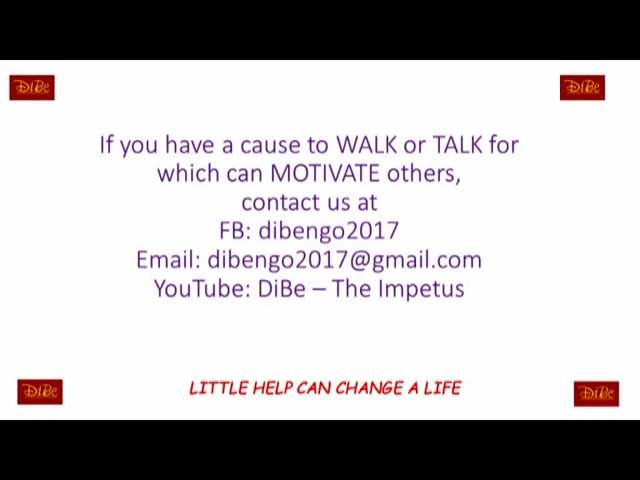 DiBe DiBe
If you have a cause to WALK or TALK for
which can MOTIVATE others,
contact us at
FB: dibengo2017
Email: dibengo2017@gmail.com
YouTube: DiBe – The Impetus
DiBe LITTLE HELP CAN CHANGE A LIFE DiBe